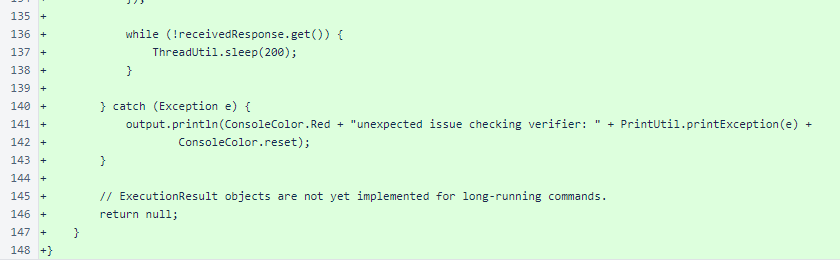 });
135 +
136 +            while (!receivedResponse.get()) {
137 +                ThreadUtil.sleep(200);
138 +            }
139 +
140 +        } catch (Exception e) {
141 +            output.println(ConsoleColor.Red + "unexpected issue checking verifier: " + PrintUtil.printException(e) +
142 +                    ConsoleColor.reset);
143 +        }
144 +
145 +        // ExecutionResult objects are not yet implemented for long-running commands.
146 +        return null;
147 +    }
148 +}